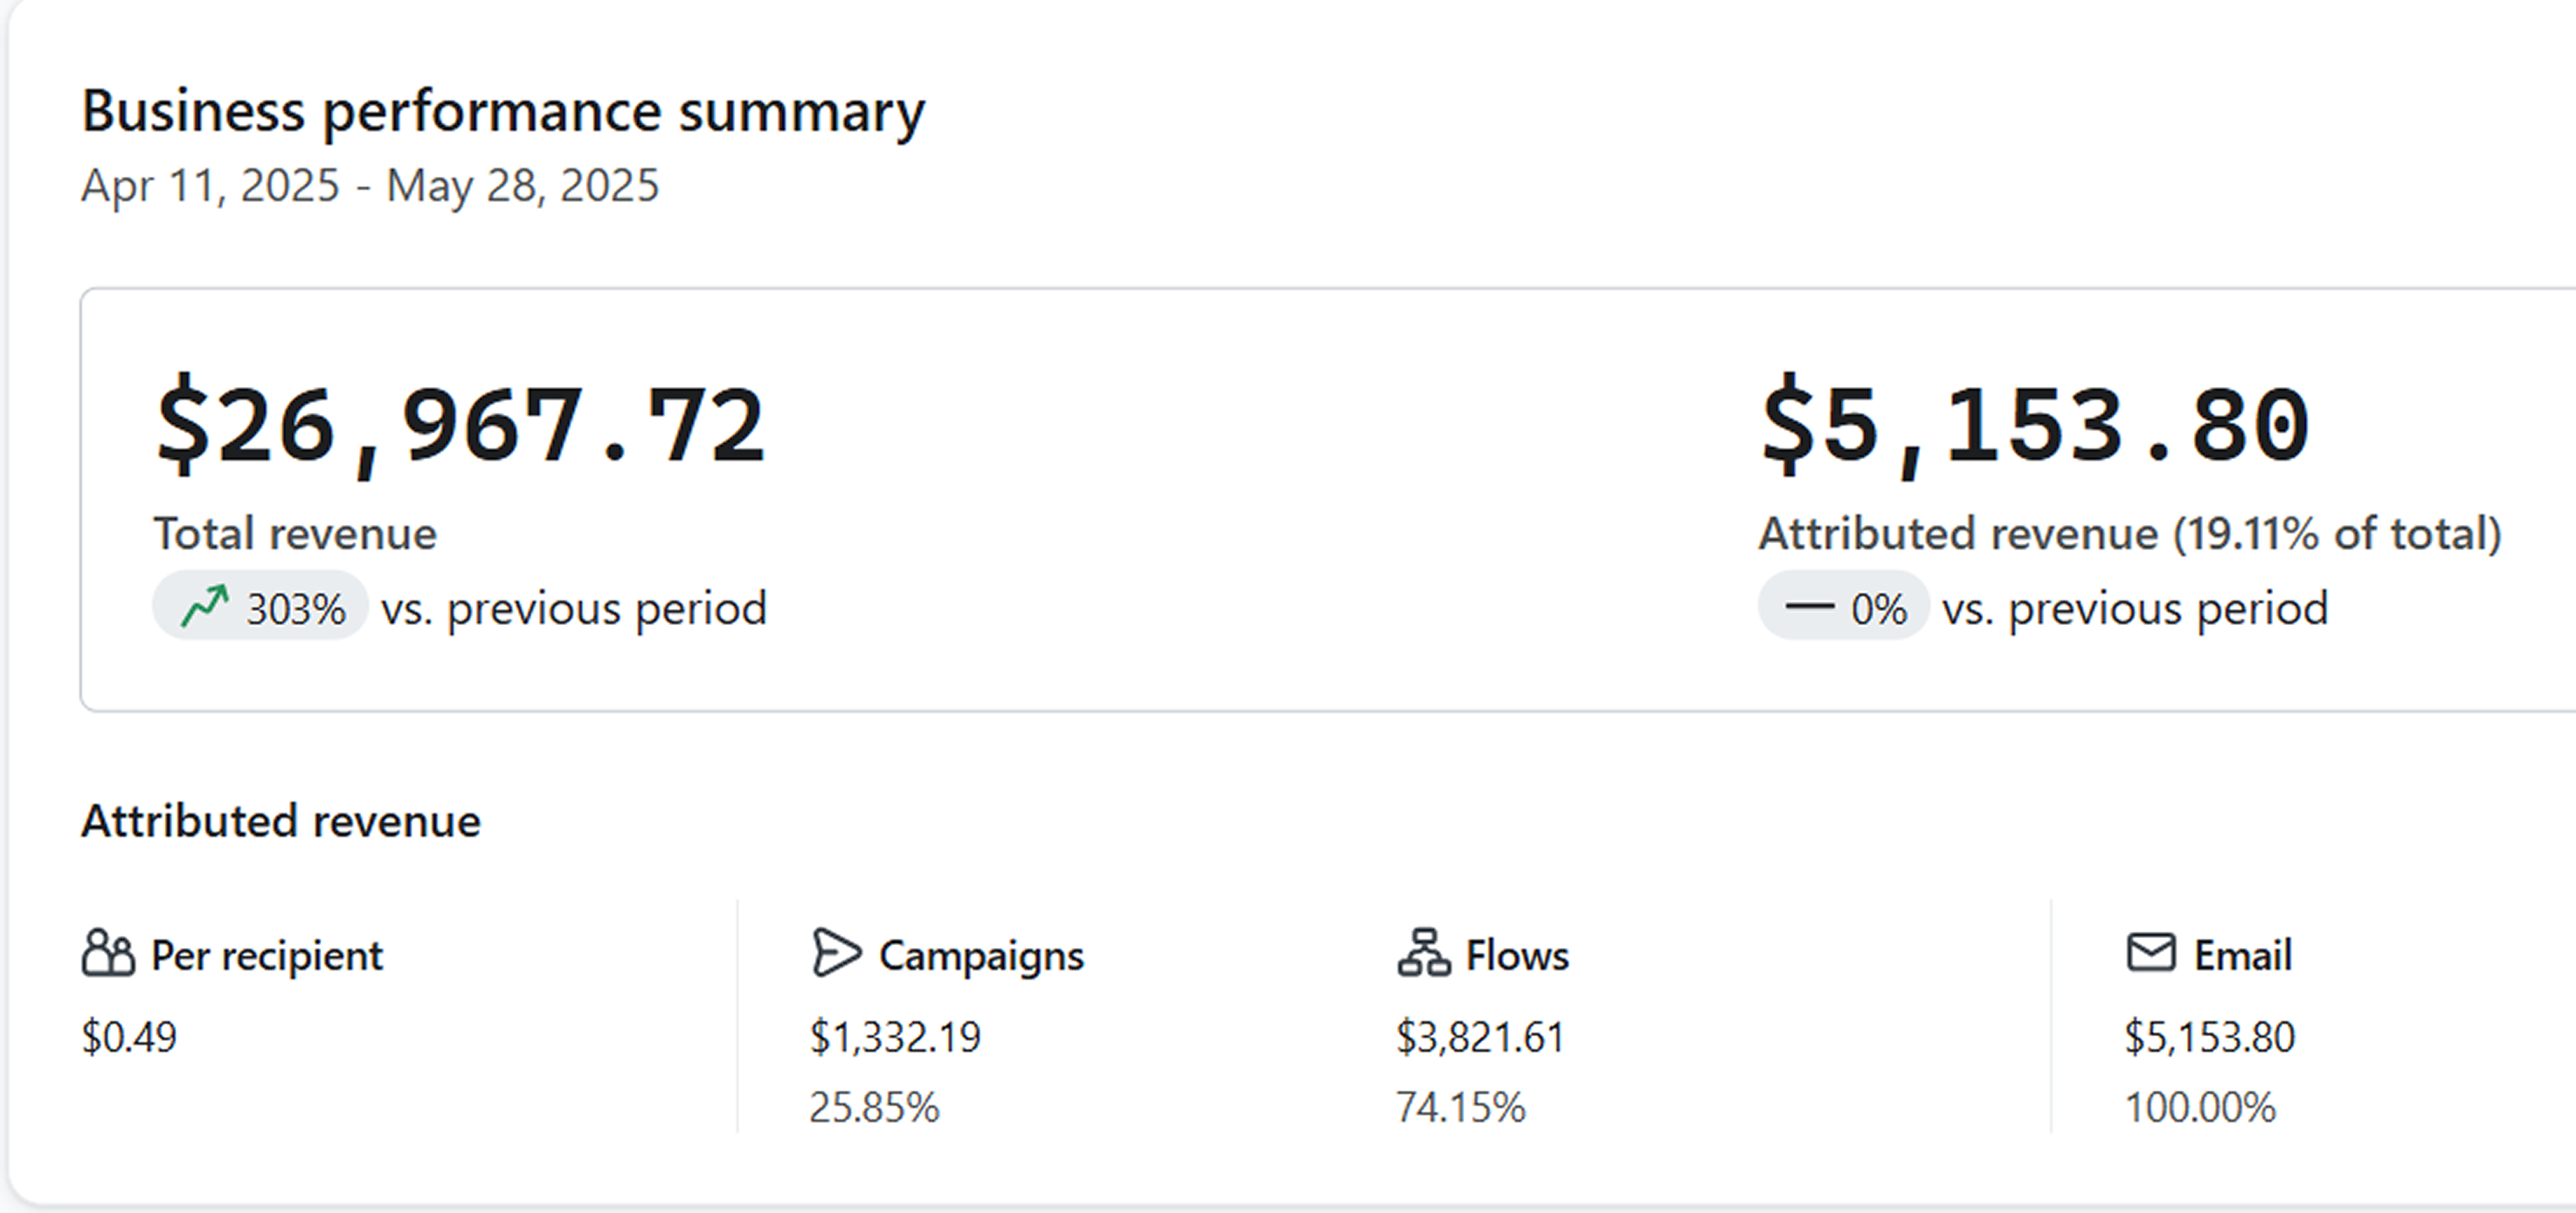 Business performance summary
Apr 11, 2025 - May 28, 2025
$26,967.72
Total revenue
303% vs. previous period
$5,153.80
Attributed revenue (19.11% of total)
0% vs. previous period
Attributed revenue
Per recipient
$0.49
Campaigns
$1,332.19
25.85%
Flows
$3,821.61
74.15%
Email
$5,153.80
100.00%